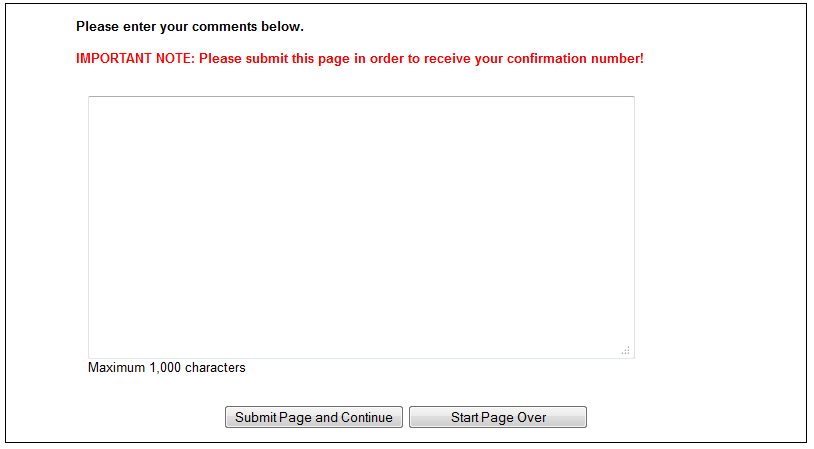 Please enter your comments below.
IMPORTANT NOTE: Please submit this page in order to receive your confirmation number!
Maximum 1,000 characters
Submit Page and Continue
Start Page Over